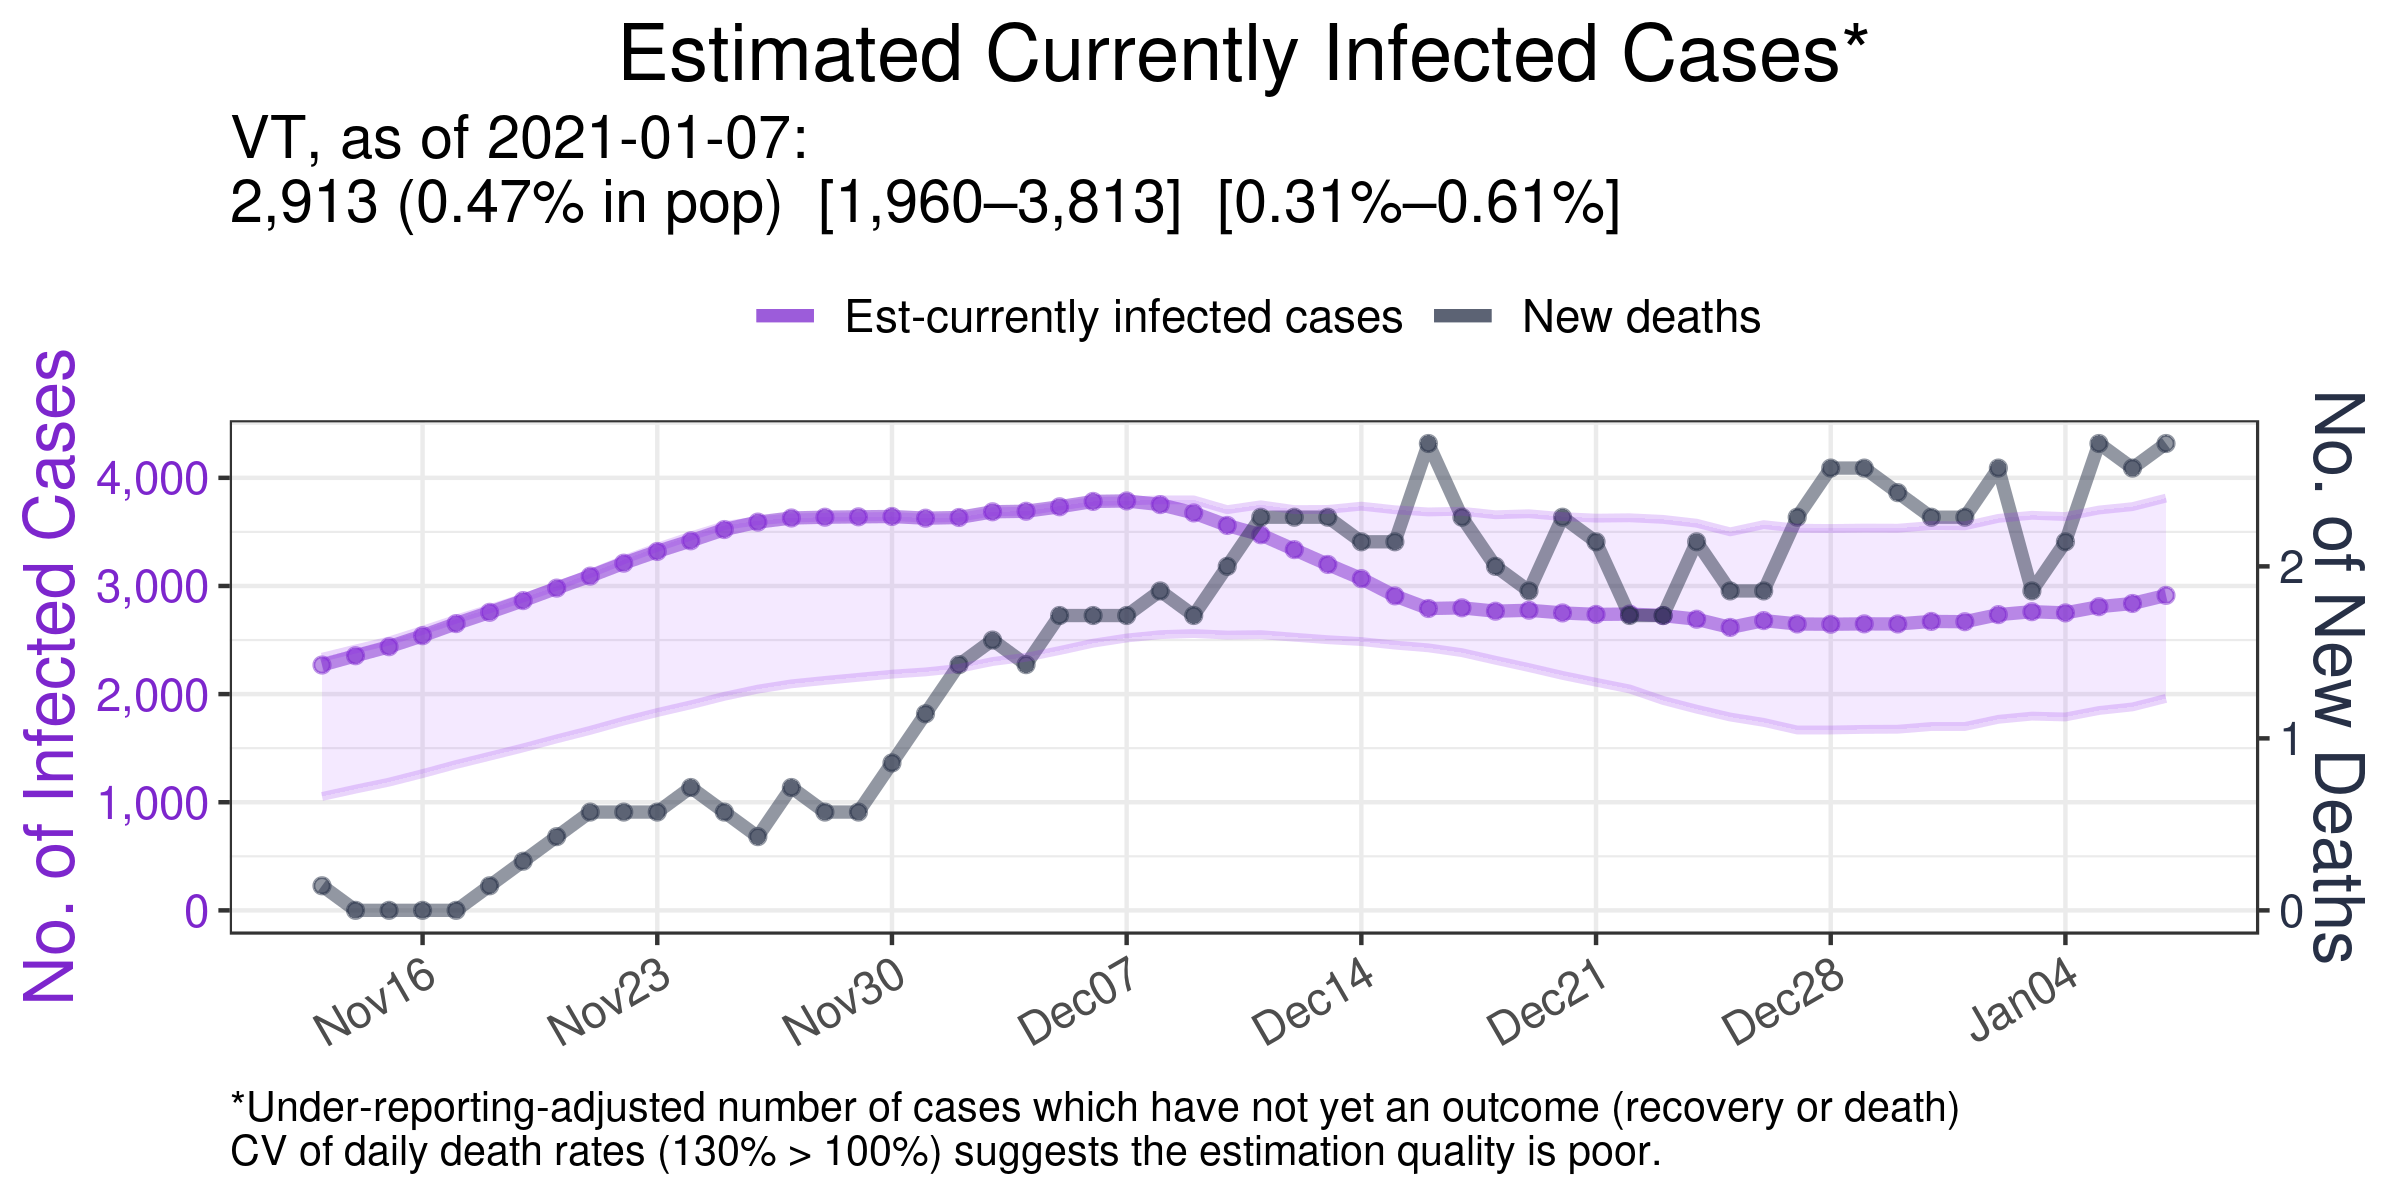 Estimated Currently Infected Cases*
VT, as of 2021-01-07:
2,913 (0.47% in pop)  [1,960–3,813]  [0.31%–0.61%]
Est-currently infected cases
New deaths
No. of Infected Cases
4,000
3,000
2,000
1,000
0
No. of New Deaths
2
1
0
Nov16
Nov23
Nov30
Dec07
Dec14
Dec21
Dec28
Jan04
*Under-reporting-adjusted number of cases which have not yet an outcome (recovery or death)
CV of daily death rates (130% > 100%) suggests the estimation quality is poor.